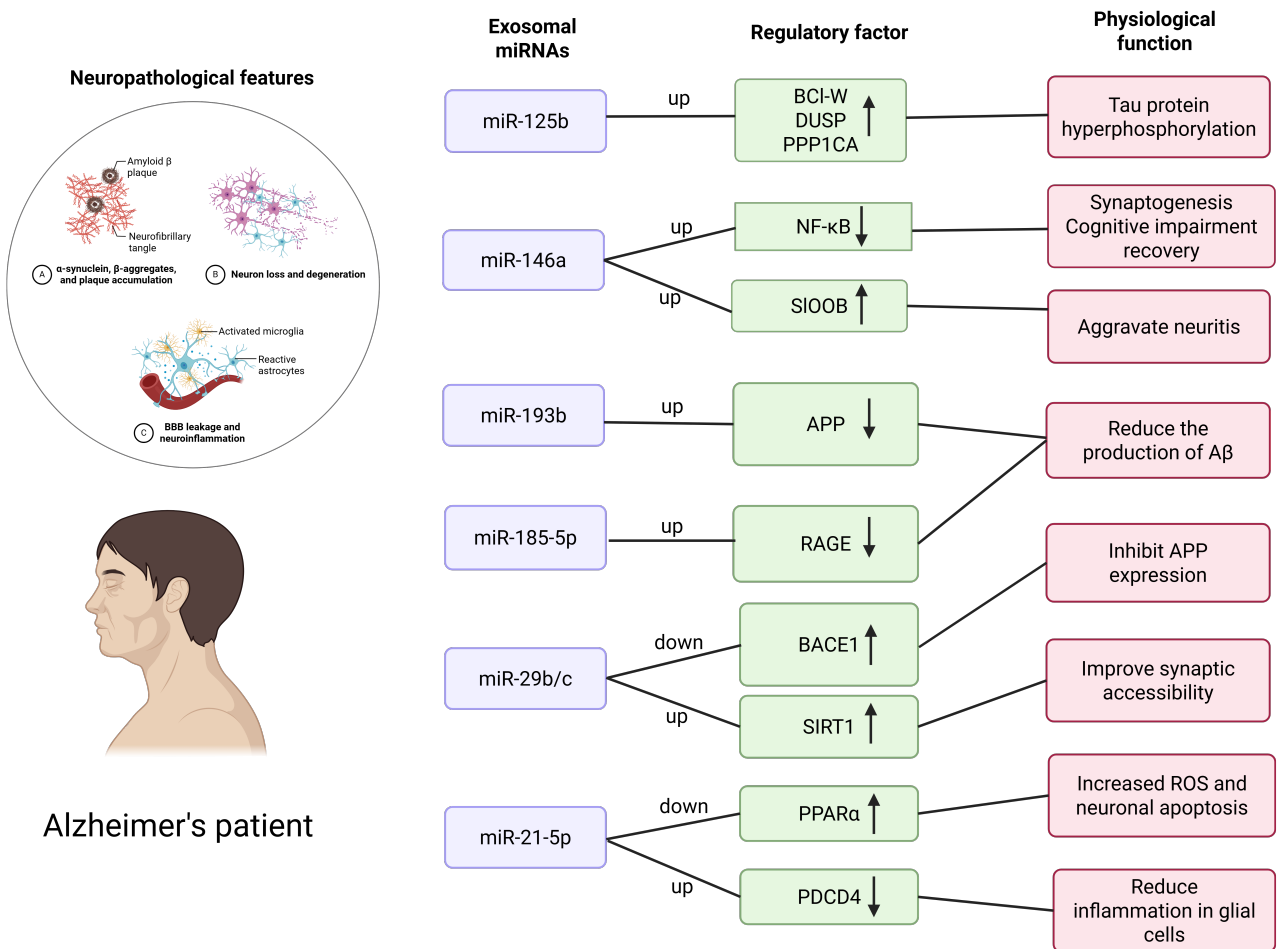 Neuropathological features
Amyloid β
plaque
Neurofibrillary
tangle
A
α-synuclein, β-aggregates,
and plaque accumulation
B
Neuron loss and degeneration
Activated microglia
Reactive
astrocytes
C
BBB leakage and
neuroinflammation
Alzheimer's patient
Exosomal
miRNAs
Regulatory factor
Physiological
function
miR-125b
up
BCl-W
DUSP
PPP1CA
Tau protein
hyperphosphorylation
miR-146a
up
NF-κB
Synaptogenesis
Cognitive impairment
recovery
up
SlOOB
Aggravate neuritis
miR-193b
up
APP
Reduce the
production of Aβ
miR-185-5p
up
RAGE
miR-29b/c
down
BACE1
Inhibit APP
expression
up
SIRT1
Improve synaptic
accessibility
miR-21-5p
down
PPARα
Increased ROS and
neuronal apoptosis
up
PDCD4
Reduce
inflammation in glial
cells